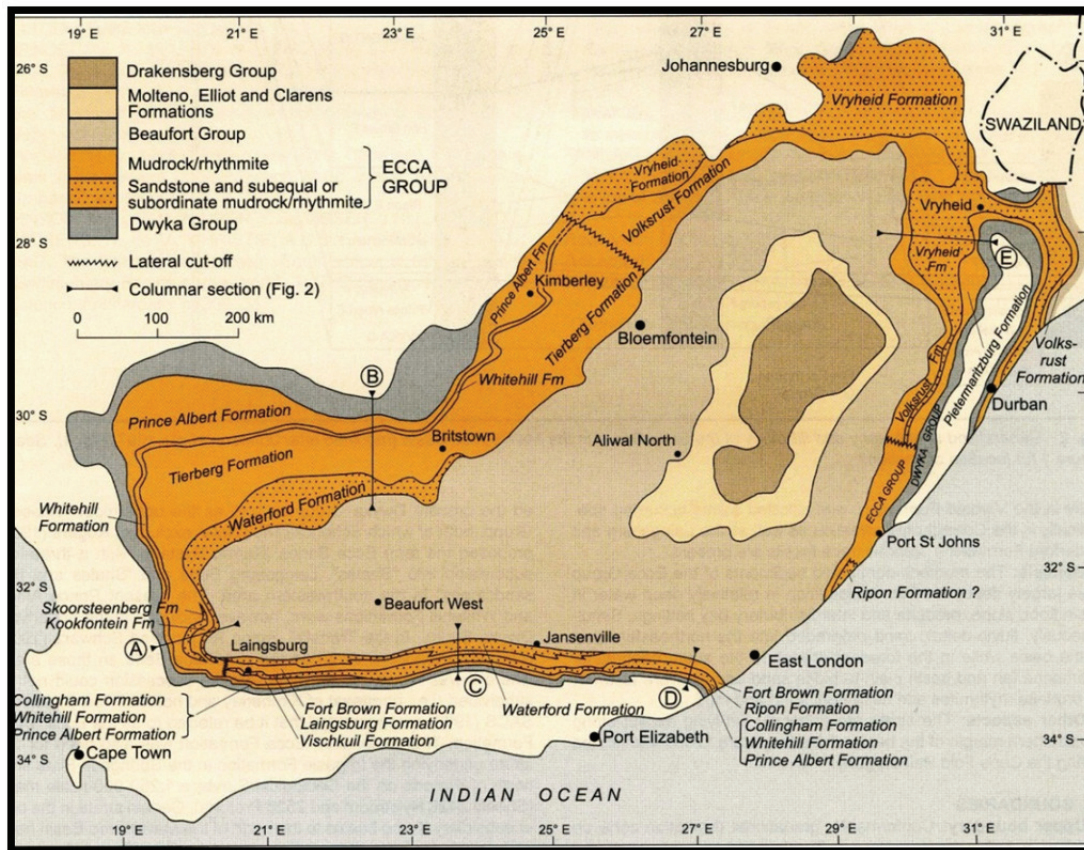 19° E
21° E
23° E
25° E
27° E
29° E
31° E
26° S
28° S
30° S
32° S
34° S
Drakensberg Group
Molteno, Elliot and Clarens
Formations
Beaufort Group
Mudrock/rhythmite
Sandstone and subequal or
subordinate mudrock/rhythmite
ECCA
GROUP
Dwyka Group
Lateral cut-off
Columnar section (Fig. 2)
0
100
200 km
Johannesburg
Vryheid Formation
SWAZILAND
Vryheid
Formation
Volksrust Formation
Vryheid
28° S
Prince Albert Fm
Kimberley
Tierberg Formation
Vryheid
Fm
E
Bloemfontein
Whitehill Fm
Pietermaritzburg Formation
Volks-
rust
Formation
B
Volksrust Fm
DWYKA GROUP
Durban
30° S
Prince Albert Formation
Britstown
Aliwal North
Tierberg Formation
Waterford Formation
ECCA GROUP
Whitehill
Formation
Port St Johns
32° S
Ripon Formation ?
Skoorsteenberg Fm
Kookfontein Fm
Beaufort West
A
Laingsburg
Jansenville
East London
C
D
Collingham Formation
Whitehill Formation
Prince Albert Formation
Fort Brown Formation
Laingsburg Formation
Vischkuil Formation
Waterford Formation
Fort Brown Formation
Ripon Formation
Collingham Formation
Whitehill Formation
Prince Albert Formation
Port Elizabeth
34° S
Cape Town
INDIAN OCEAN
19° E
21° E
23° E
25° E
27° E
29° E
31° E